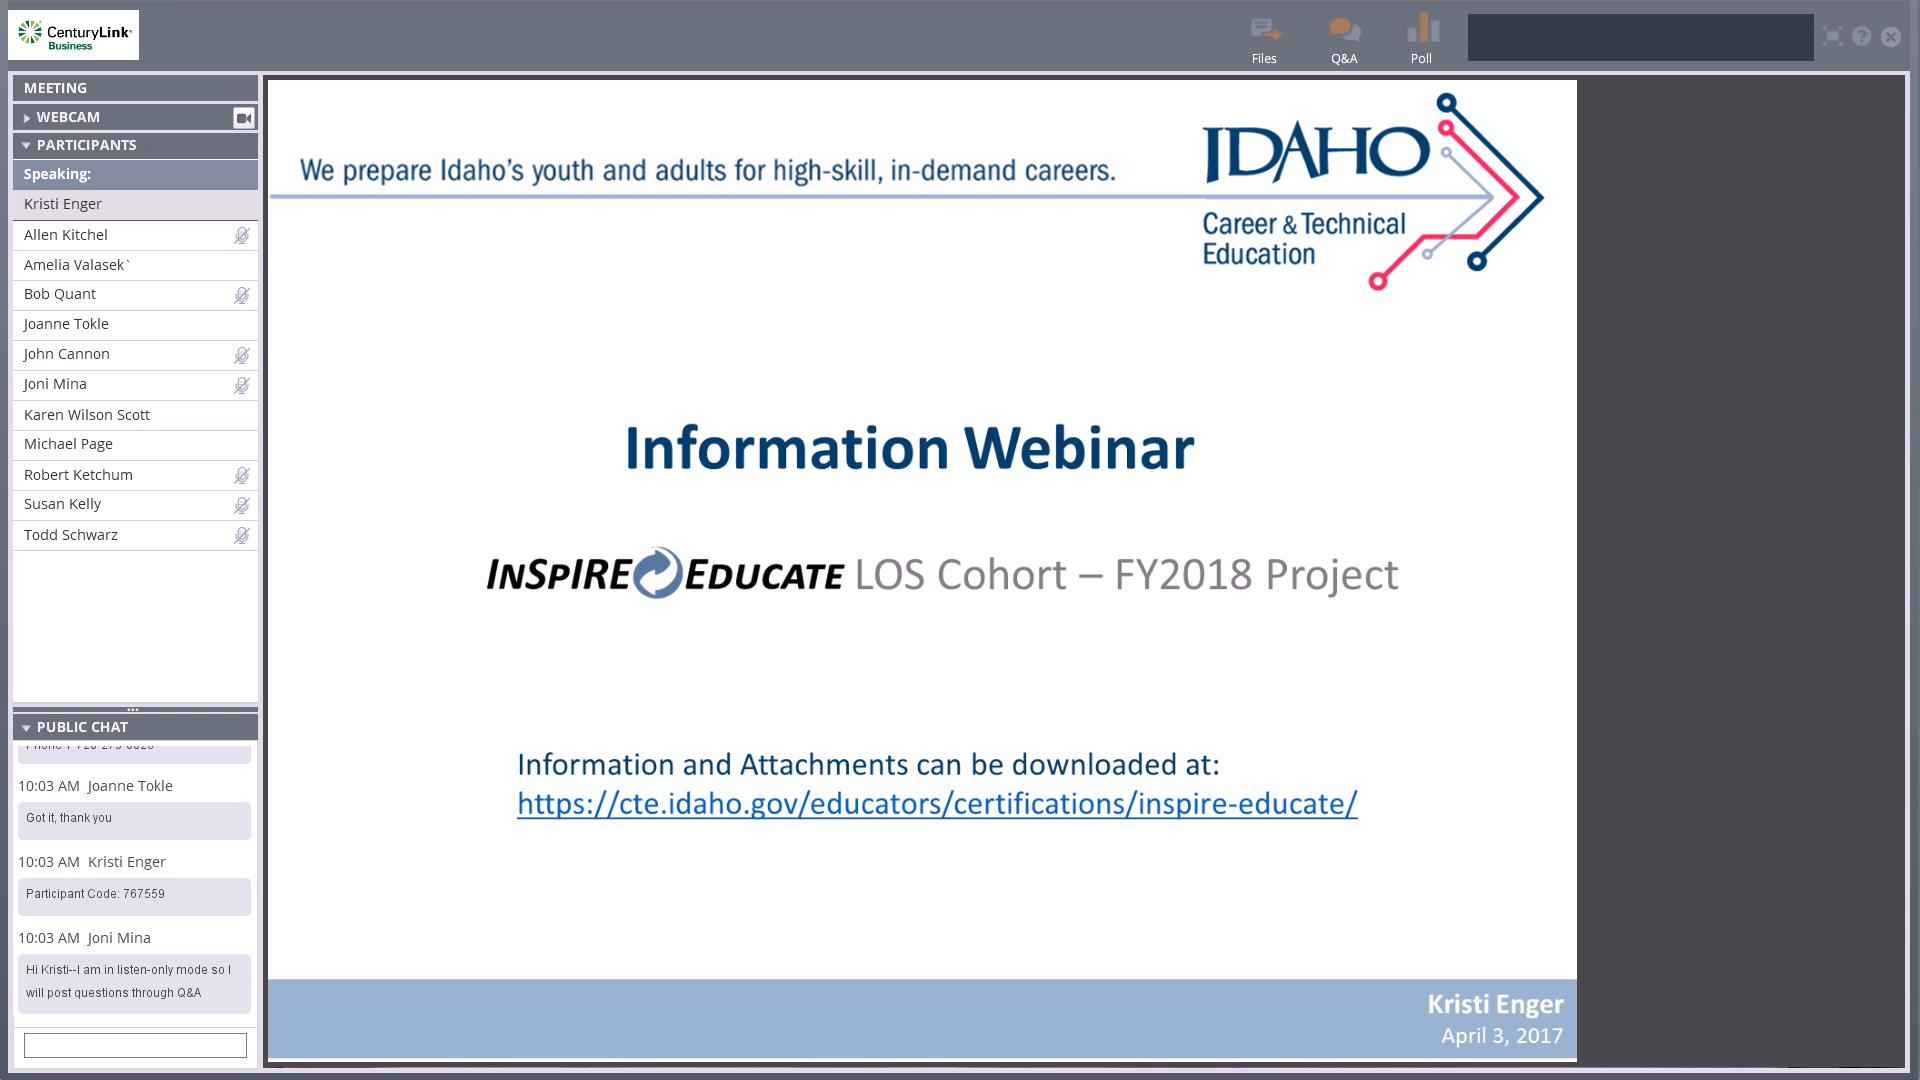 CenturyLink
Business
Files
Q&A
Poll
MEETING
WEBCAM
PARTICIPANTS
Speaking:
Kristi Enger
Allen Kitchel
Amelia Valasek`
Bob Quant
Joanne Tokle
John Cannon
Joni Mina
Karen Wilson Scott
Michael Page
Robert Ketchum
Susan Kelly
Todd Schwarz
PUBLIC CHAT
10:03 AM Joanne Tokle
Got it, thank you
10:03 AM Kristi Enger
Participant Code: 767559
10:03 AM Joni Mina
Hi Kristi--I am in listen-only mode so I
will post questions through Q&A
We prepare Idaho's youth and adults for high-skill, in-demand careers.
IDAHO
Career & Technical
Education
Information Webinar
INSPIRE EDUCATE LOS Cohort – FY2018 Project
Information and Attachments can be downloaded at:
https://cte.idaho.gov/educators/certifications/inspire-educate/
Kristi Enger
April 3, 2017